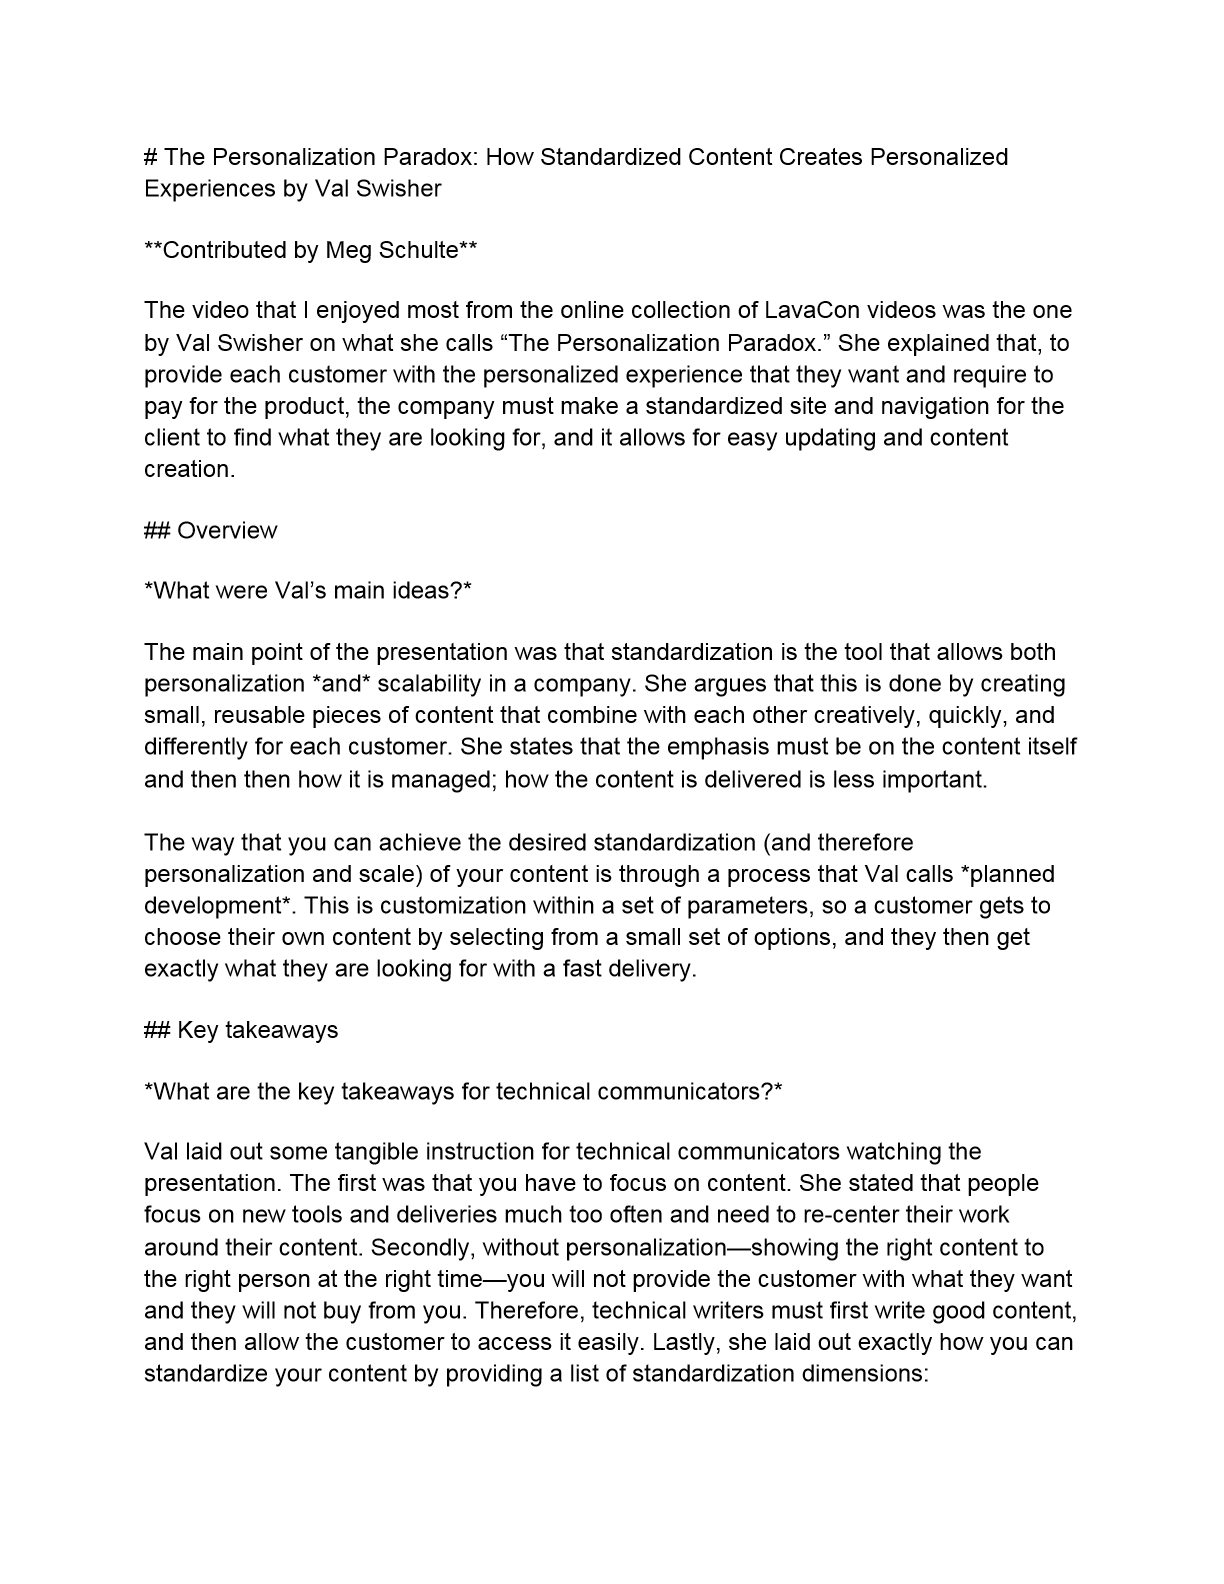 # The Personalization Paradox: How Standardized Content Creates Personalized
Experiences by Val Swisher
**Contributed by Meg Schulte**
The video that I enjoyed most from the online collection of LavaCon videos was the one
by Val Swisher on what she calls “The Personalization Paradox.” She explained that, to
provide each customer with the personalized experience that they want and require to
pay for the product, the company must make a standardized site and navigation for the
client to find what they are looking for, and it allows for easy updating and content
creation.
## Overview
*What were Val’s main ideas?*
The main point of the presentation was that standardization is the tool that allows both
personalization *and* scalability in a company. She argues that this is done by creating
small, reusable pieces of content that combine with each other creatively, quickly, and
differently for each customer. She states that the emphasis must be on the content itself
and then then how it is managed; how the content is delivered is less important.
The way that you can achieve the desired standardization (and therefore
personalization and scale) of your content is through a process that Val calls *planned
development*. This is customization within a set of parameters, so a customer gets to
choose their own content by selecting from a small set of options, and they then get
exactly what they are looking for with a fast delivery.
## Key takeaways
*What are the key takeaways for technical communicators?*
Val laid out some tangible instruction for technical communicators watching the
presentation. The first was that you have to focus on content. She stated that people
focus on new tools and deliveries much too often and need to re-center their work
around their content. Secondly, without personalization—showing the right content to
the right person at the right time—you will not provide the customer with what they want
and they will not buy from you. Therefore, technical writers must first write good content,
and then allow the customer to access it easily. Lastly, she laid out exactly how you can
standardize your content by providing a list of standardization dimensions: